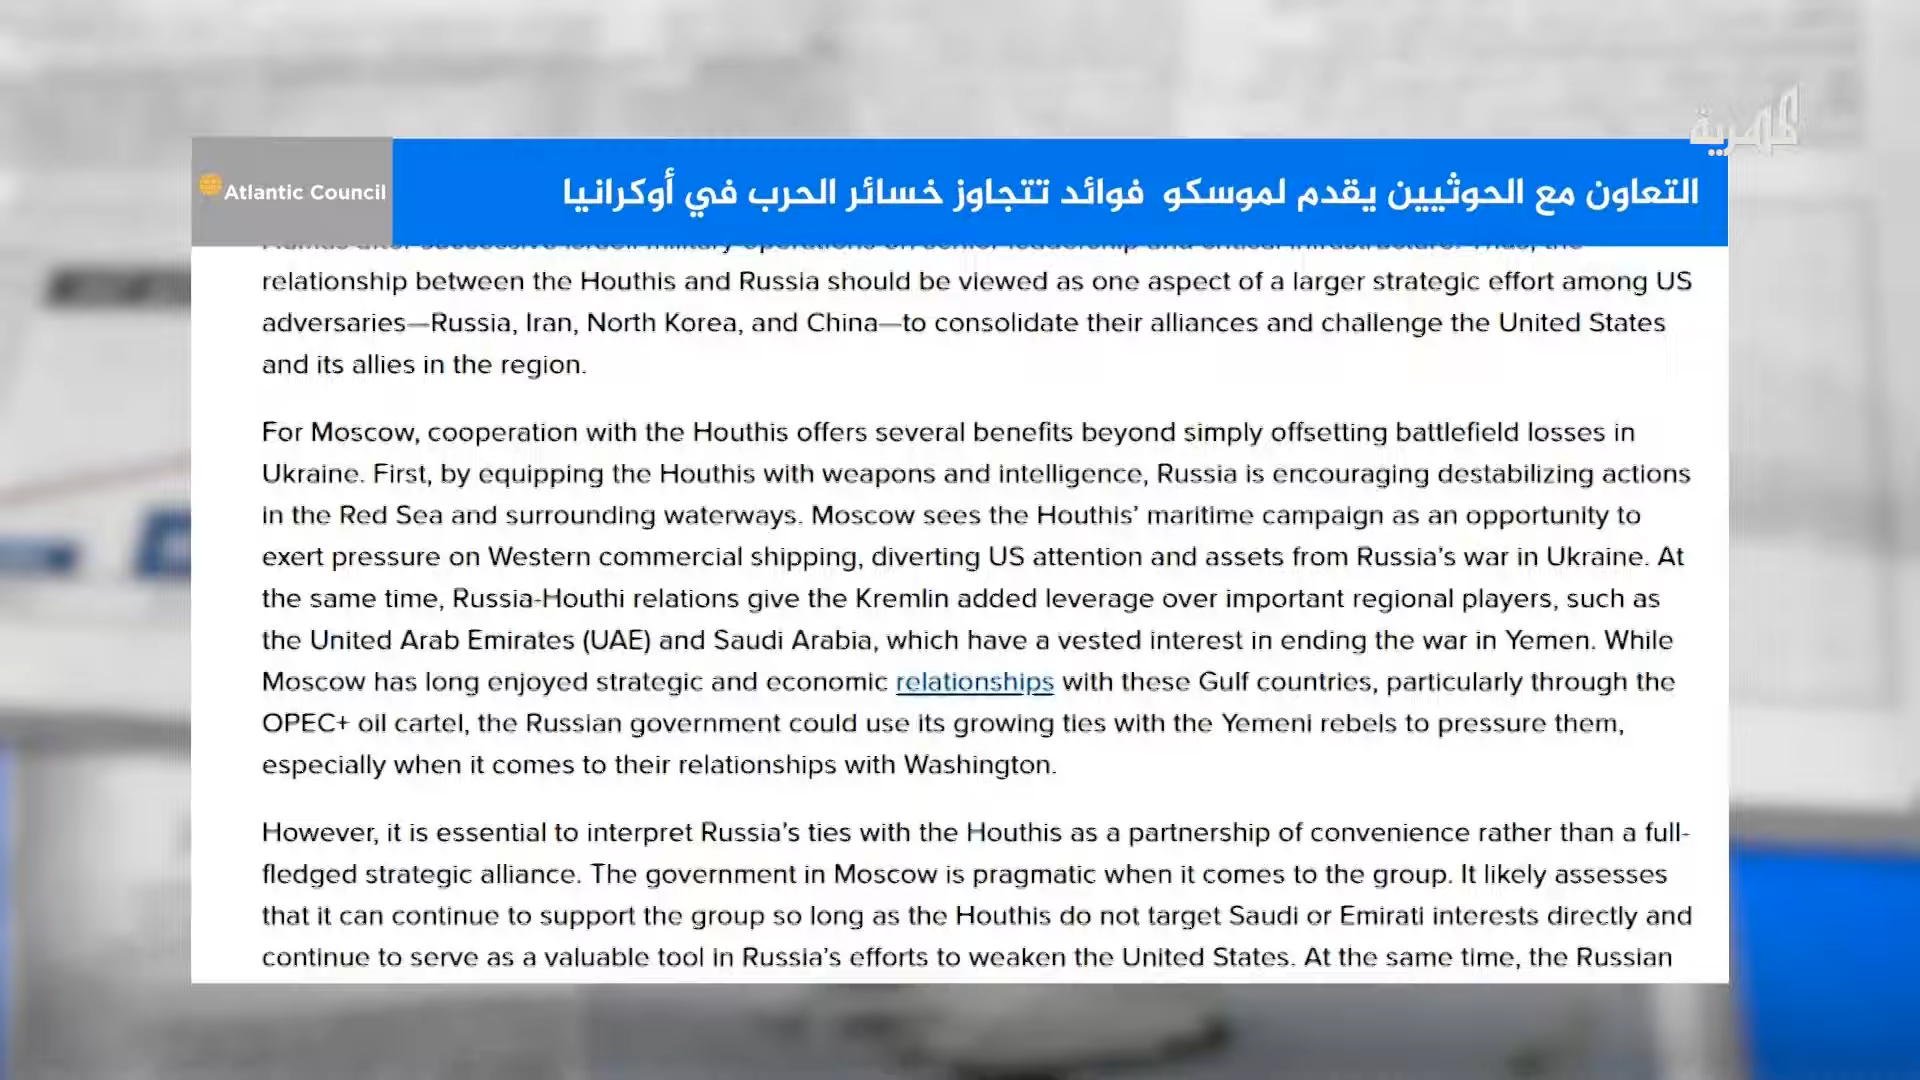 المهرية
Atlantic Council
التعاون مع الحوثيين يقدم لموسكو فوائد تتجاوز خسائر الحرب في أوكرانيا
relationship between the Houthis and Russia should be viewed as one aspect of a larger strategic effort among US
adversaries—Russia, Iran, North Korea, and China—to consolidate their alliances and challenge the United States
and its allies in the region.
For Moscow, cooperation with the Houthis offers several benefits beyond simply offsetting battlefield losses in
Ukraine. First, by equipping the Houthis with weapons and intelligence, Russia is encouraging destabilizing actions
in the Red Sea and surrounding waterways. Moscow sees the Houthis’ maritime campaign as an opportunity to
exert pressure on Western commercial shipping, diverting US attention and assets from Russia’s war in Ukraine. At
the same time, Russia-Houthi relations give the Kremlin added leverage over important regional players, such as
the United Arab Emirates (UAE) and Saudi Arabia, which have a vested interest in ending the war in Yemen. While
Moscow has long enjoyed strategic and economic relationships with these Gulf countries, particularly through the
OPEC+ oil cartel, the Russian government could use its growing ties with the Yemeni rebels to pressure them,
especially when it comes to their relationships with Washington.
However, it is essential to interpret Russia’s ties with the Houthis as a partnership of convenience rather than a full-
fledged strategic alliance. The government in Moscow is pragmatic when it comes to the group. It likely assesses
that it can continue to support the group so long as the Houthis do not target Saudi or Emirati interests directly and
continue to serve as a valuable tool in Russia’s efforts to weaken the United States. At the same time, the Russian